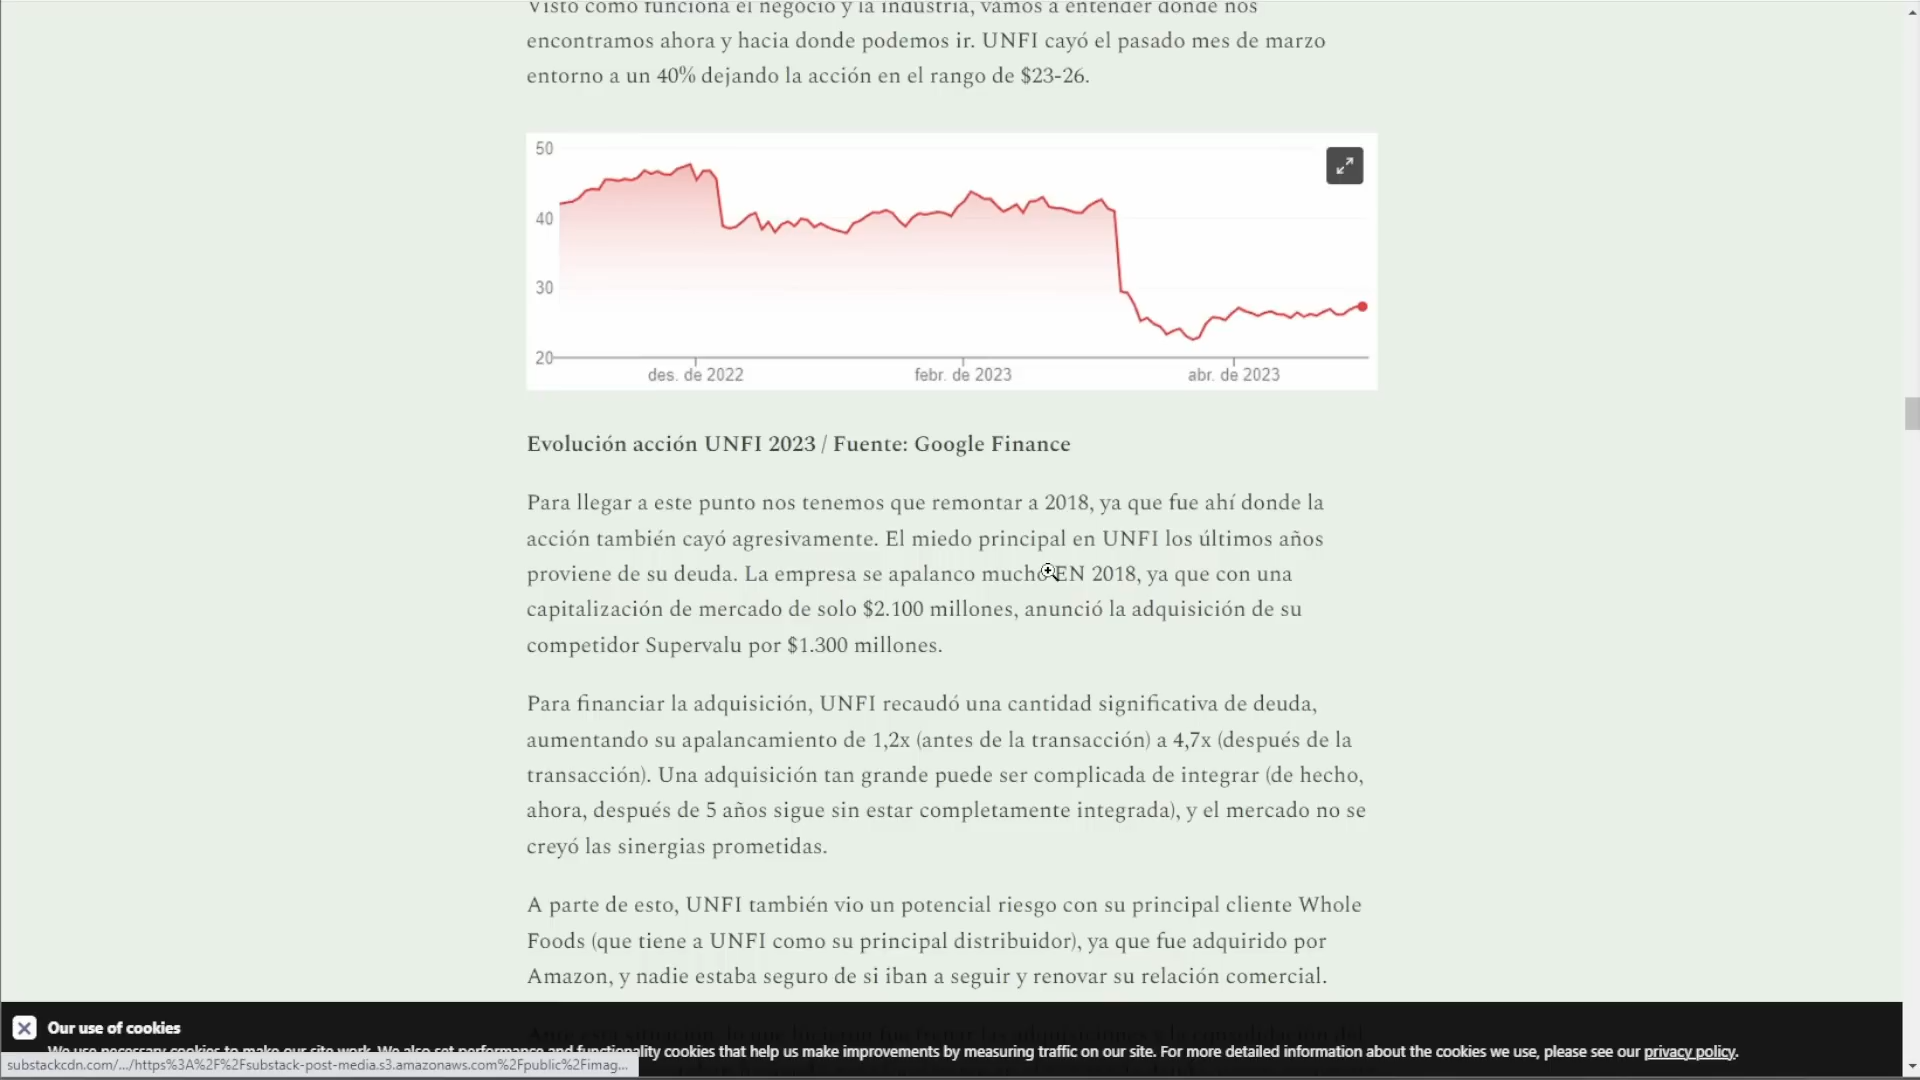 Visto como funciona el negocio y la industria, vamos a entender donde nos
encontramos ahora y hacia donde podemos ir. UNFI cayó el pasado mes de marzo
entorno a un 40% dejando la acción en el rango de $23-26.
50
40
30
20
des. de 2022
febr. de 2023
abr. de 2023
Evolución acción UNFI 2023 / Fuente: Google Finance
Para llegar a este punto nos tenemos que remontar a 2018, ya que fue ahí donde la
acción también cayó agresivamente. El miedo principal en UNFI los últimos años
proviene de su deuda. La empresa se apalanco mucho EN 2018, ya que con una
capitalización de mercado de solo $2.100 millones, anunció la adquisición de su
competidor Supervalu por $1.300 millones.
Para financiar la adquisición, UNFI recaudó una cantidad significativa de deuda,
aumentando su apalancamiento de 1,2x (antes de la transacción) a 4,7x (después de la
transacción). Una adquisición tan grande puede ser complicada de integrar (de hecho,
ahora, después de 5 años sigue sin estar completamente integrada), y el mercado no se
creyó las sinergias prometidas.
A parte de esto, UNFI también vio un potencial riesgo con su principal cliente Whole
Foods (que tiene a UNFI como su principal distribuidor), ya que fue adquirido por
Amazon, y nadie estaba seguro de si iban a seguir y renovar su relación comercial.
Our use of cookies
We use necessary cookies to make our site work. We also set performance and functionality cookies that help us make improvements by measuring traffic on our site. For more detailed information about the cookies we use, please see our privacy policy.
substackcdn.com/.../https%3A%2F%2Fsubstack-post-media.s3.amazonaws.com%2Fpublic%2Fimag...